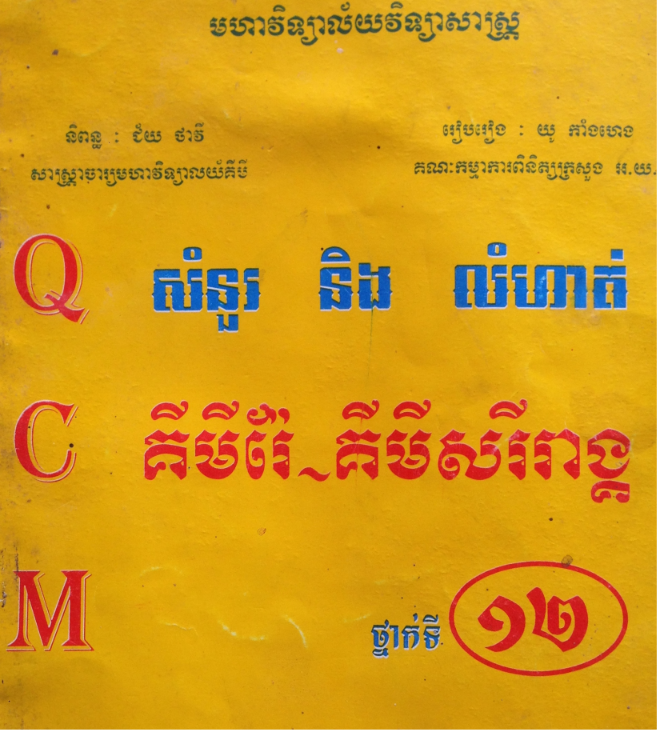 មហាវិទ្យាល័យវិទ្យាសាស្ត្រ
និពន្ធ : ជ័យ ថាវី រៀបរៀង : យូ កាំងហេង
សាស្ត្រាចារ្យមហាវិទ្យាលយ័គីមី គណៈកម្មាការពិនិត្យក្រសួង អ.យ.
Q សំនួរ និង លំហាត់
C គីមីរ៉ែ~គីមីសរីរាង្គ
M ថ្នាក់ទី ១២